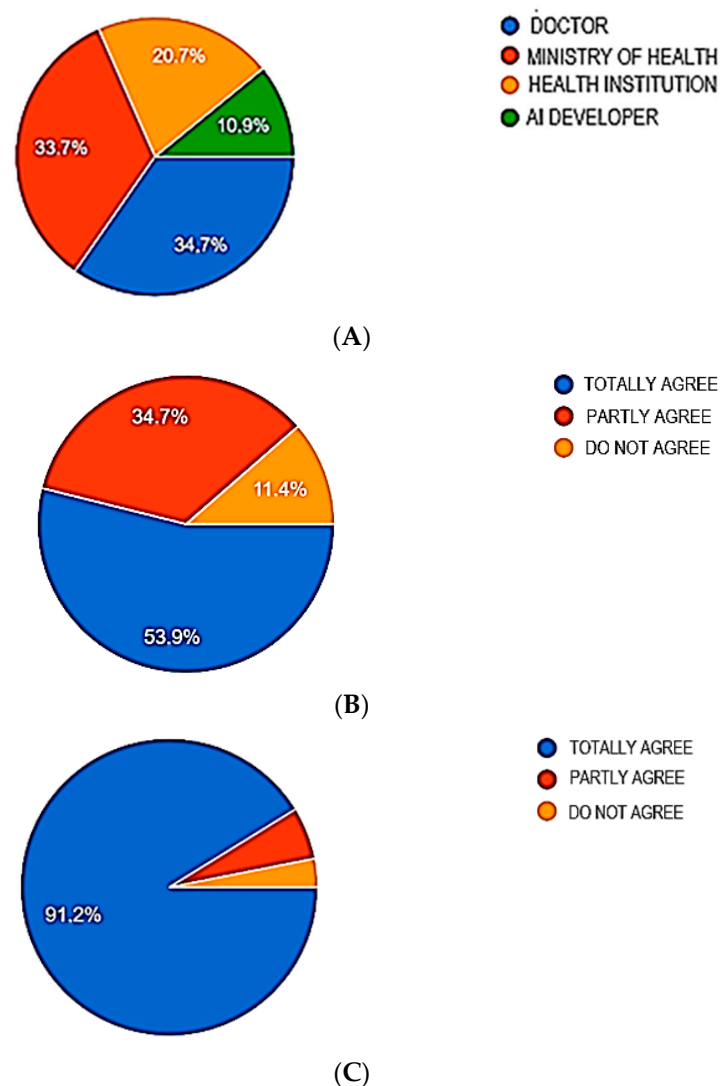 DOCTOR
MINISTRY OF HEALTH
HEALTH INSTITUTION
AI DEVELOPER
20.7%
10.9%
33.7%
34.7%
(A)
TOTALLY AGREE
PARTLY AGREE
DO NOT AGREE
34.7%
11.4%
53.9%
(B)
TOTALLY AGREE
PARTLY AGREE
DO NOT AGREE
91.2%
(C)